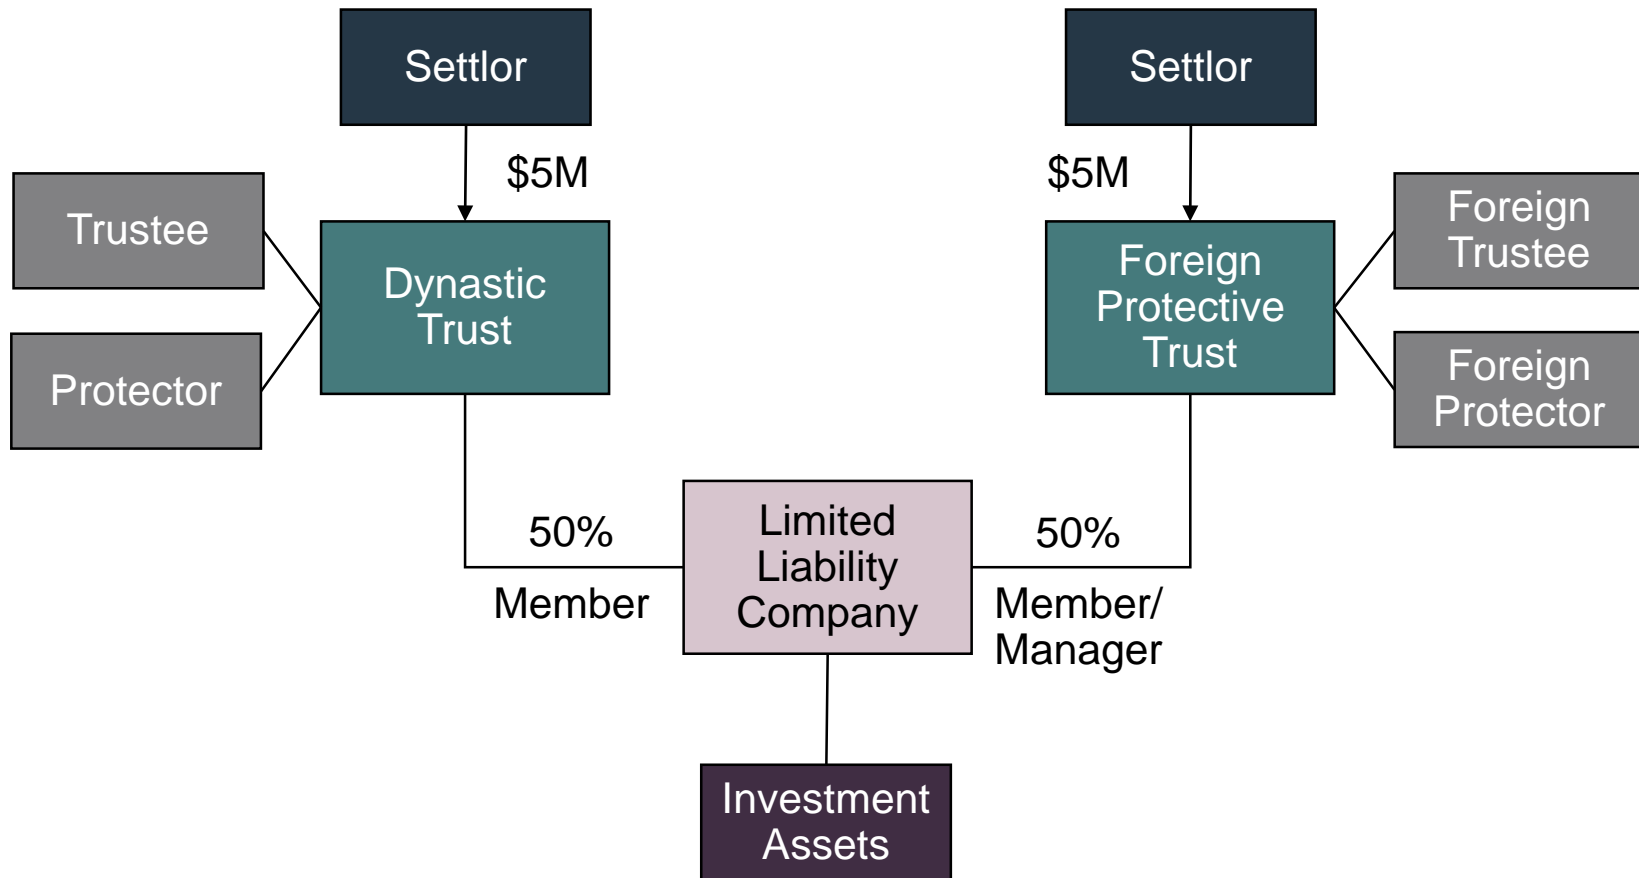 Settlor
Settlor
$5M
$5M
Trustee
Protector
Dynastic
Trust
Foreign
Protective
Trust
Foreign
Trustee
Foreign
Protector
50%
Member
Limited
Liability
Company
50%
Member/
Manager
Investment
Assets